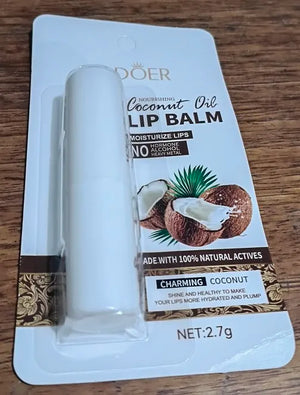 DOER
NOURISHING
Coconut Oil
LIP BALM
MOISTURIZE LIPS
NO HORMONE
ALCOHOL
HEAVY METAL
MADE WITH 100% NATURAL ACTIVES
CHARMING COCONUT
SHINE AND HEALTHY TO MAKE
YOUR LIPS MORE HYDRATED AND PLUMP
NET:2.7g